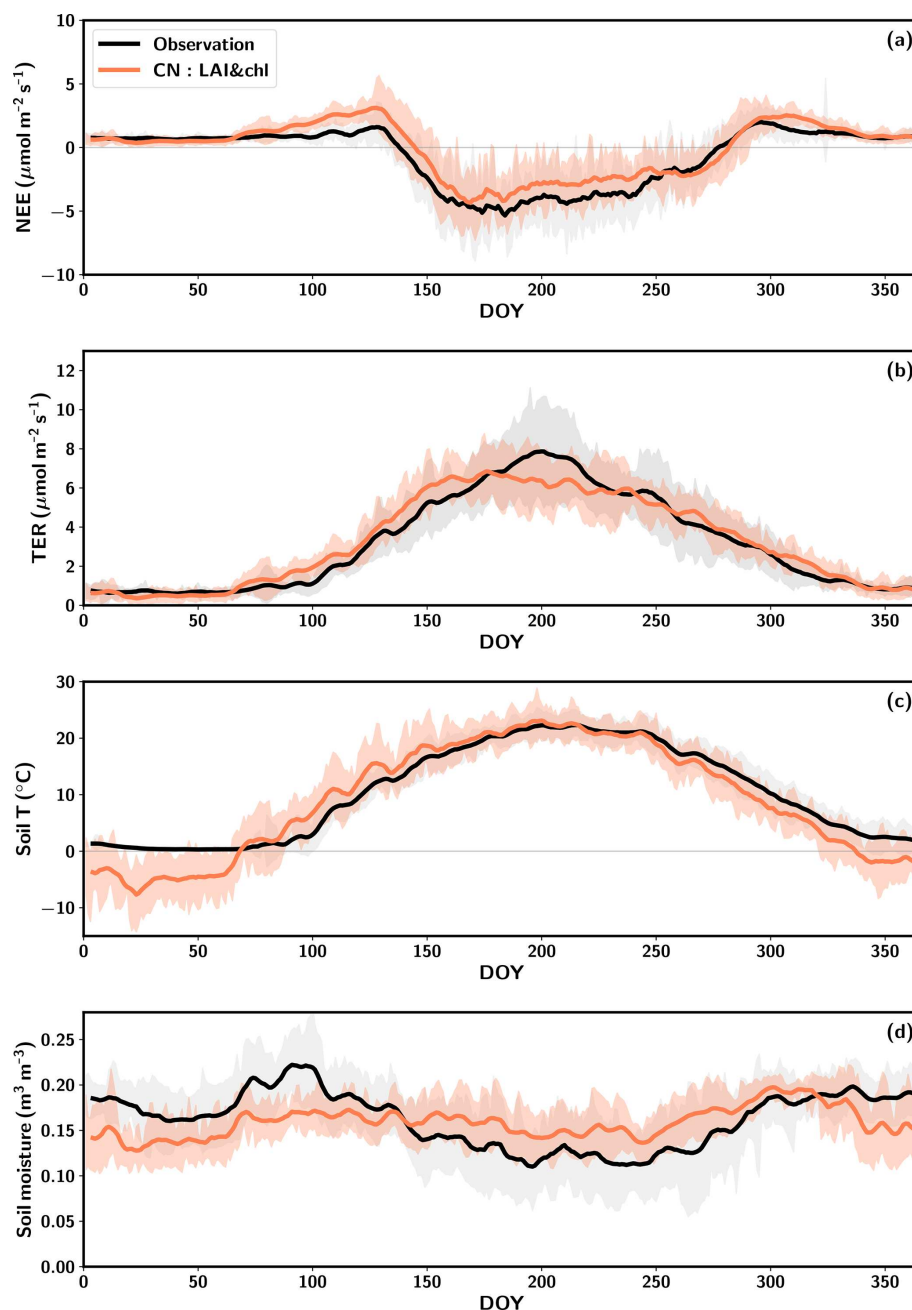 10
5
0
−5
−10
NEE (μmol m⁻² s⁻¹)
Observation
CN : LAI&chl
(a)
0 50 100 150 200 250 300 350
DOY
12
10
8
6
4
2
0
TER (μmol m⁻² s⁻¹)
(b)
0 50 100 150 200 250 300 350
DOY
30
20
10
0
−10
Soil T (°C)
(c)
0 50 100 150 200 250 300 350
DOY
0.25
0.20
0.15
0.10
0.05
0.00
Soil moisture (m³ m⁻³)
(d)
0 50 100 150 200 250 300 350
DOY